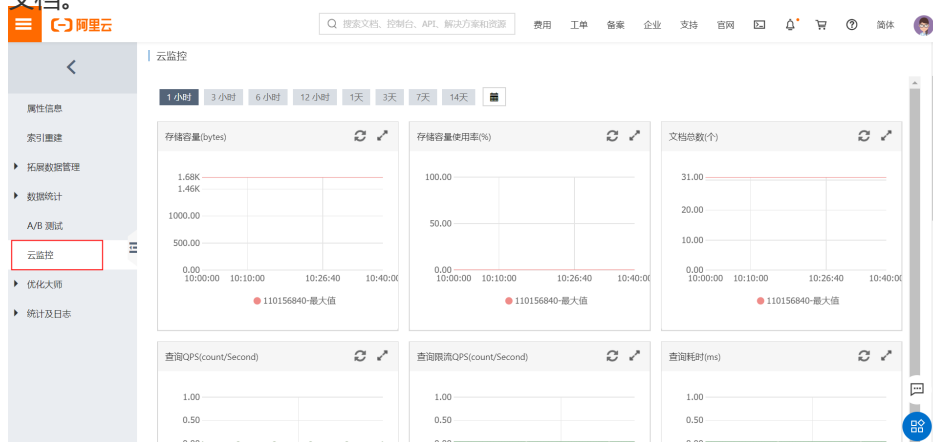 文档。
阿里云
搜索文档、控制台、API、解决方案和资源
费用 工单 备案 企业 支持 官网 简体
云监控
属性信息
索引重建
拓展数据管理
数据统计
A/B 测试
云监控
优化大师
统计及日志
1 小时 3 小时 6 小时 12 小时 1天 3天 7天 14天
存储容量(bytes)
1.68K
1.46K
1000.00
500.00
0.00
10:00:00 10:10:00 10:26:40 10:40:00
110156840-最大值
存储容量使用率(%)
100.00
50.00
0.00
10:00:00 10:10:00 10:26:40 10:40:00
110156840-最大值
文档总数(个)
31.00
20.00
10.00
0.00
10:00:00 10:10:00 10:26:40 10:40:00
110156840-最大值
查询QPS(count/Second)
1.00
0.50
查询限流QPS(count/Second)
1.00
0.50
查询耗时(ms)
1.00
0.50